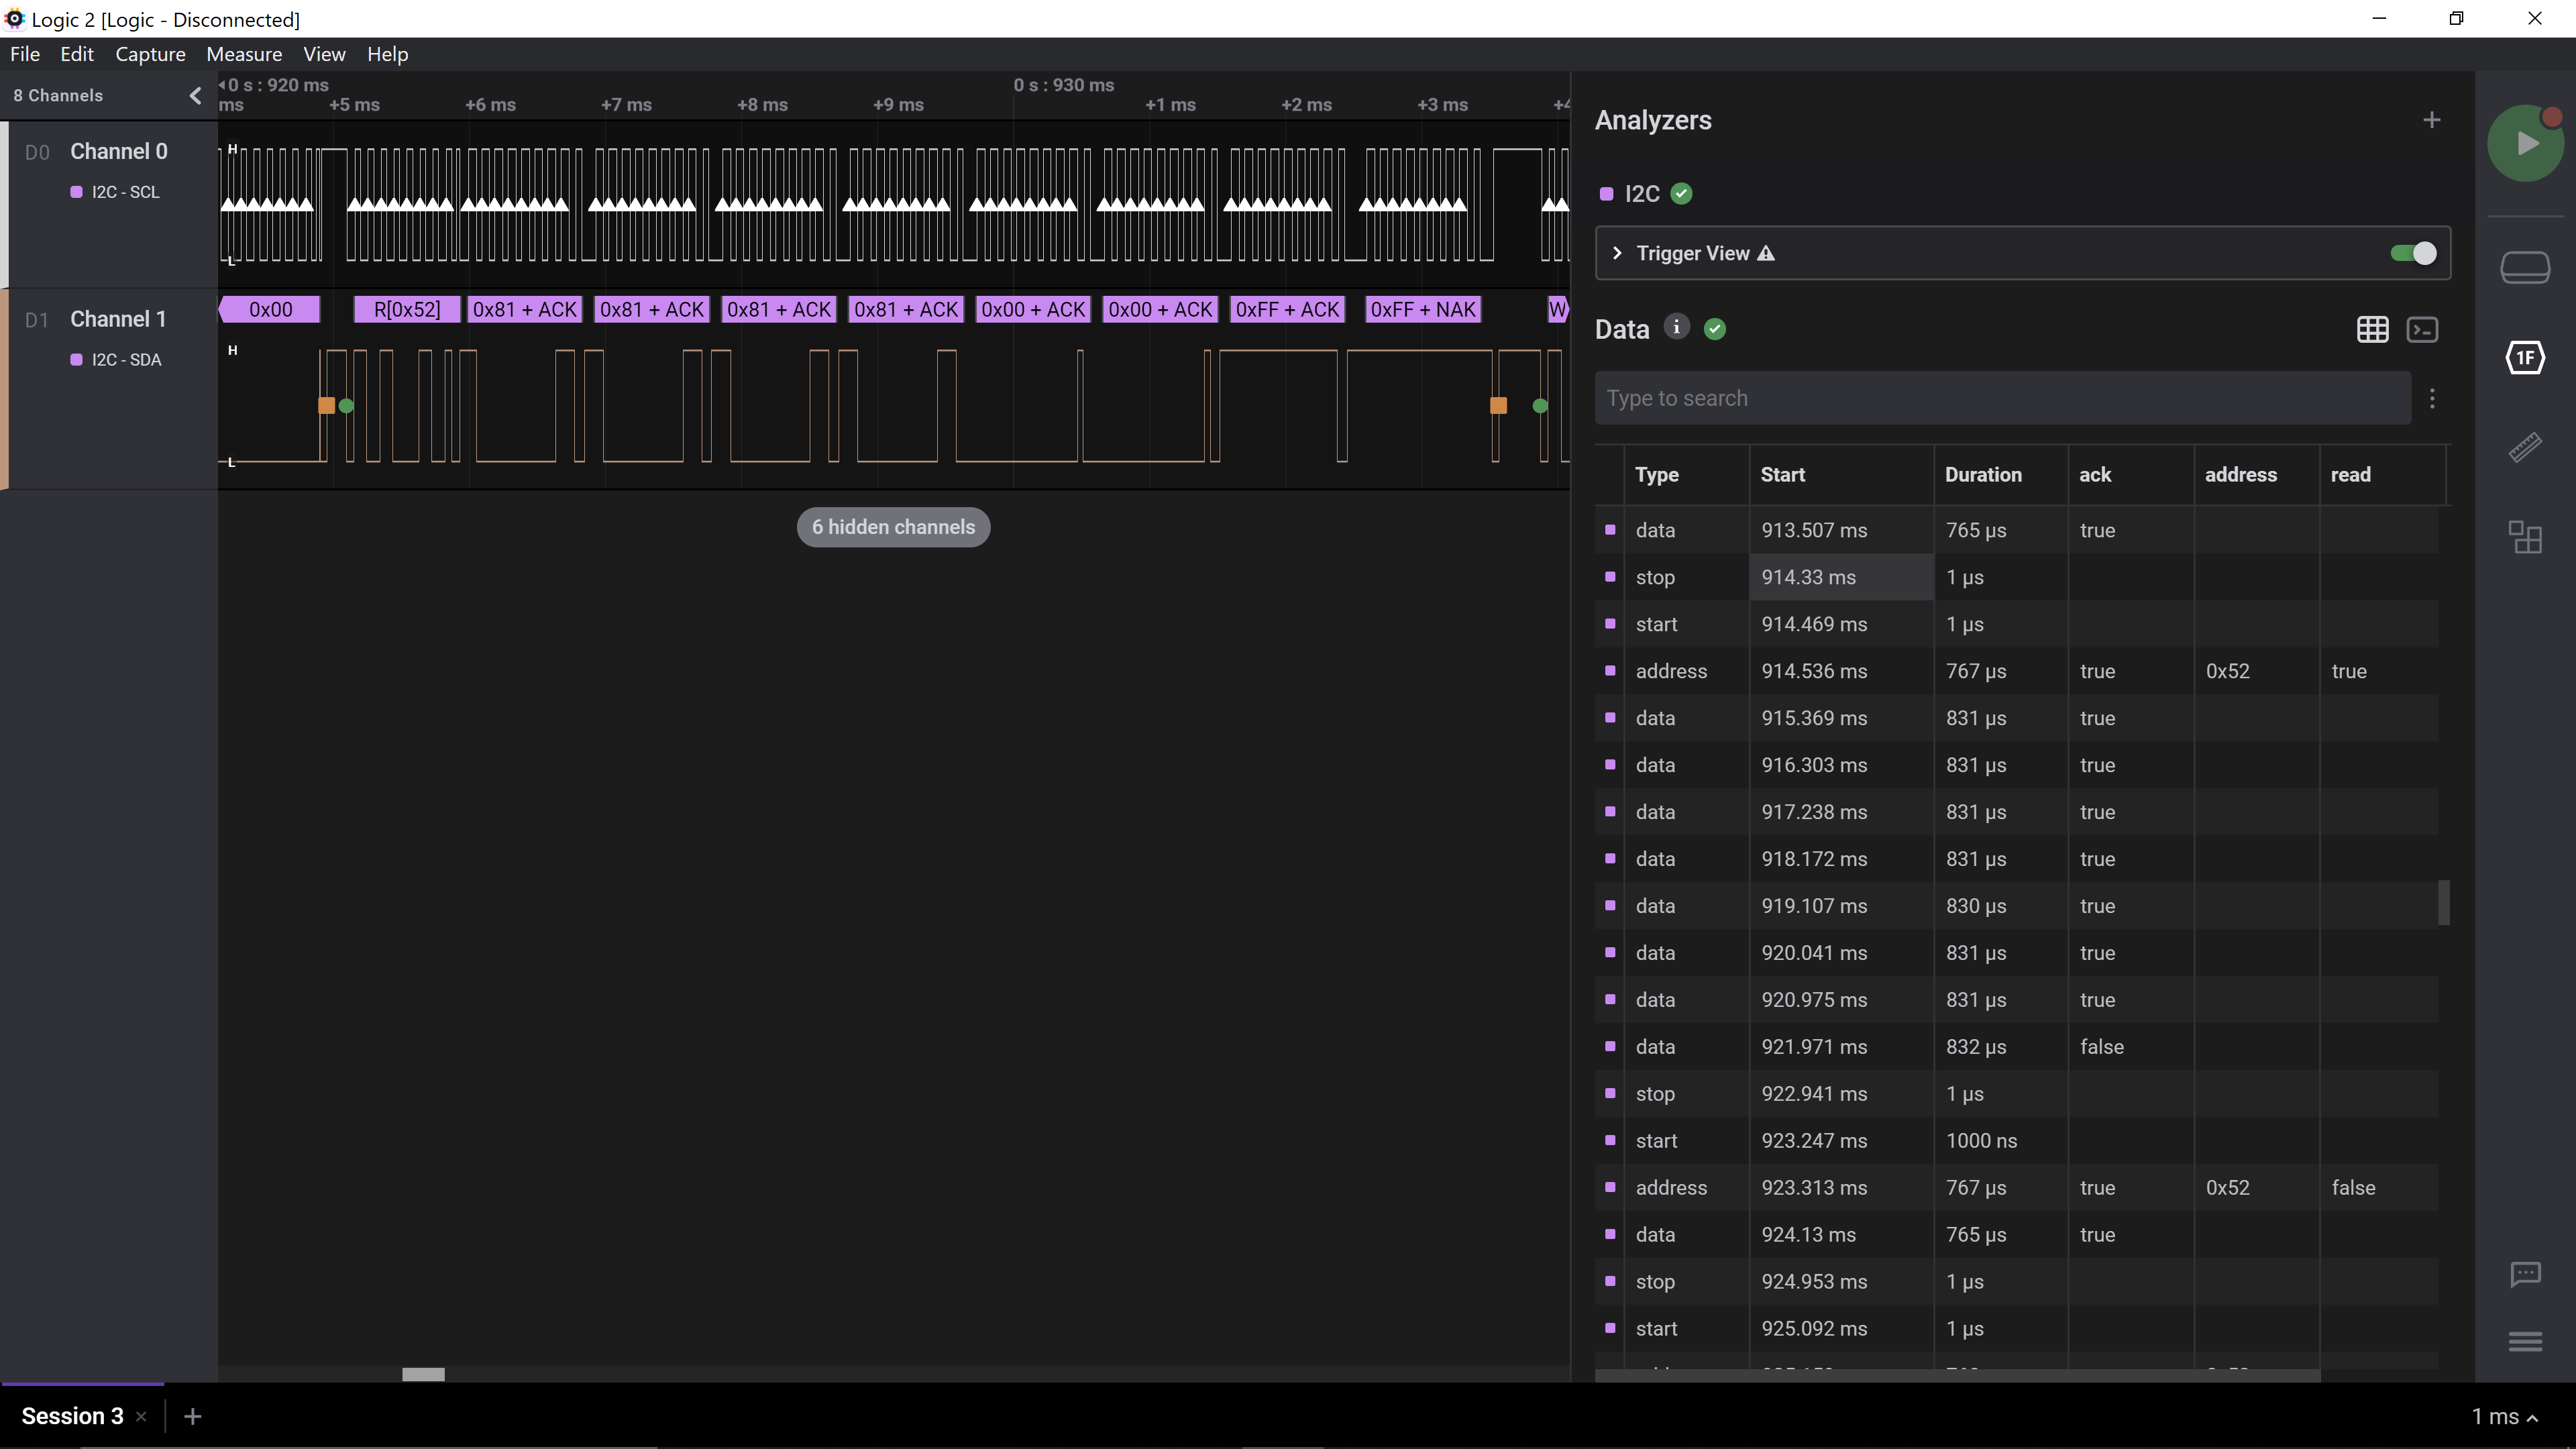 Logic 2 [Logic - Disconnected]
File Edit Capture Measure View Help
8 Channels
0 s : 920 ms 0 s : 930 ms
ms +5 ms +6 ms +7 ms +8 ms +9 ms +1 ms +2 ms +3 ms +4
D0 Channel 0
I2C - SCL
H
L
D1 Channel 1
I2C - SDA
0x00 R[0x52] 0x81 + ACK 0x81 + ACK 0x81 + ACK 0x81 + ACK 0x00 + ACK 0x00 + ACK 0xFF + ACK 0xFF + NAK W
H
L
6 hidden channels
Analyzers
I2C
Trigger View
Data
Type to search
Type Start Duration ack address read
data 913.507 ms 765 μs true
stop 914.33 ms 1 μs
start 914.469 ms 1 μs
address 914.536 ms 767 μs true 0x52 true
data 915.369 ms 831 μs true
data 916.303 ms 831 μs true
data 917.238 ms 831 μs true
data 918.172 ms 831 μs true
data 919.107 ms 830 μs true
data 920.041 ms 831 μs true
data 920.975 ms 831 μs true
data 921.971 ms 832 μs false
stop 922.941 ms 1 μs
start 923.247 ms 1000 ns
address 923.313 ms 767 μs true 0x52 false
data 924.13 ms 765 μs true
stop 924.953 ms 1 μs
start 925.092 ms 1 μs
1F
Session 3
1 ms